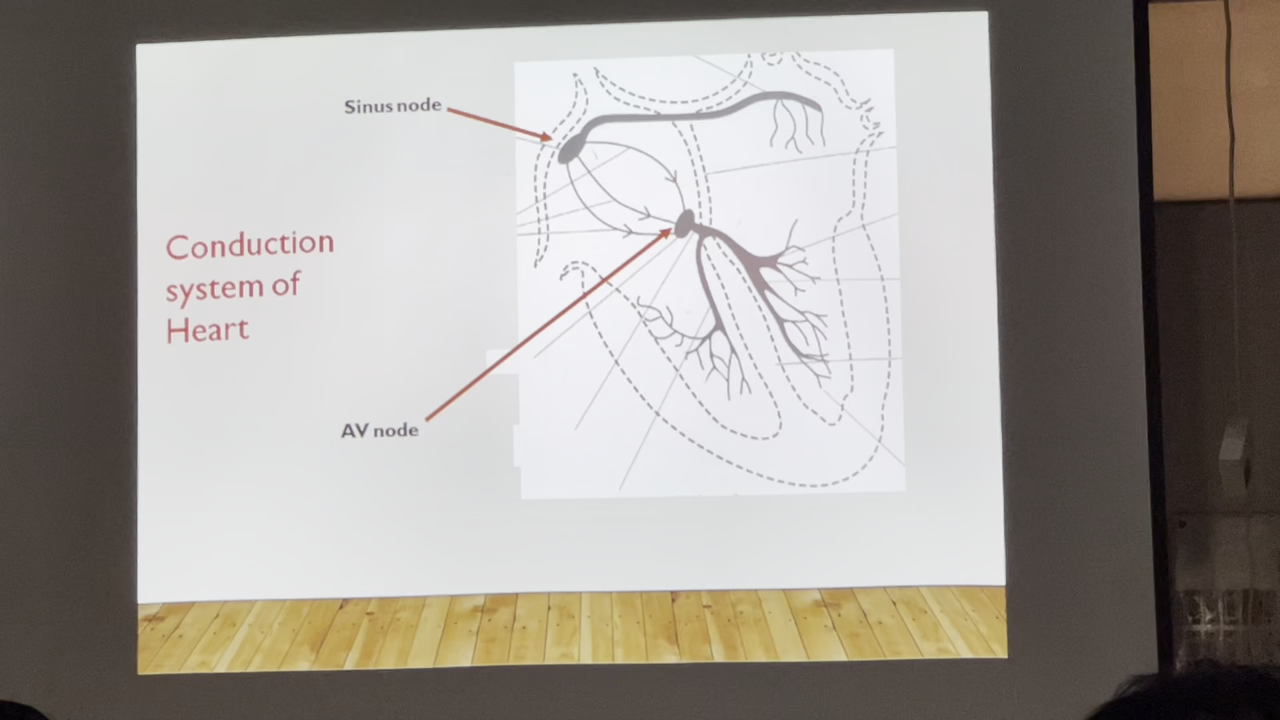 Sinus node
Conduction
system of
Heart
AV node